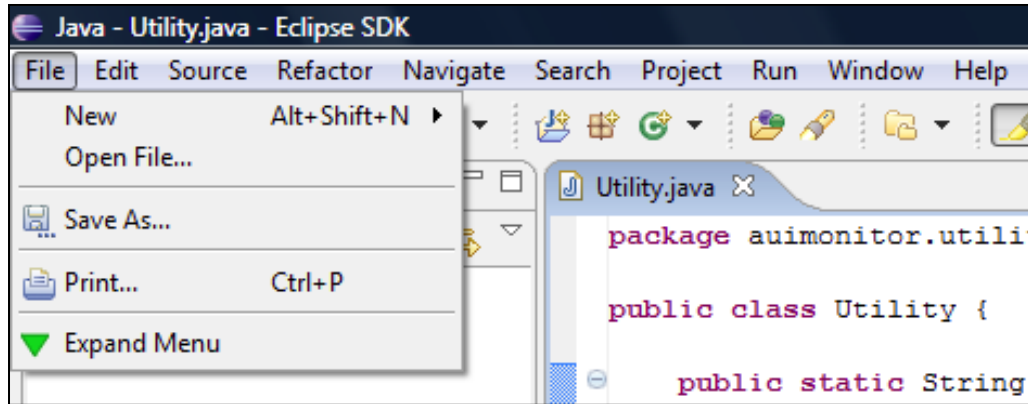 Java - Utility.java - Eclipse SDK
File Edit Source Refactor Navigate Search Project Run Window Help
New Alt+Shift+N
Open File...
Save As...
Print... Ctrl+P
Expand Menu
Utility.java
package auimonitor.utili
public class Utility {
public static String